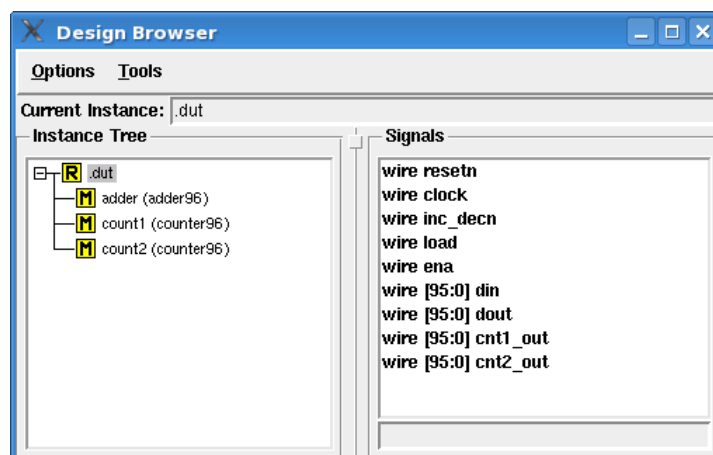 Design Browser
Options Tools
Current Instance: .dut
Instance Tree
R .dut
M adder (adder96)
M count1 (counter96)
M count2 (counter96)
Signals
wire resetn
wire clock
wire inc_decn
wire load
wire ena
wire [95:0] din
wire [95:0] dout
wire [95:0] cnt1_out
wire [95:0] cnt2_out